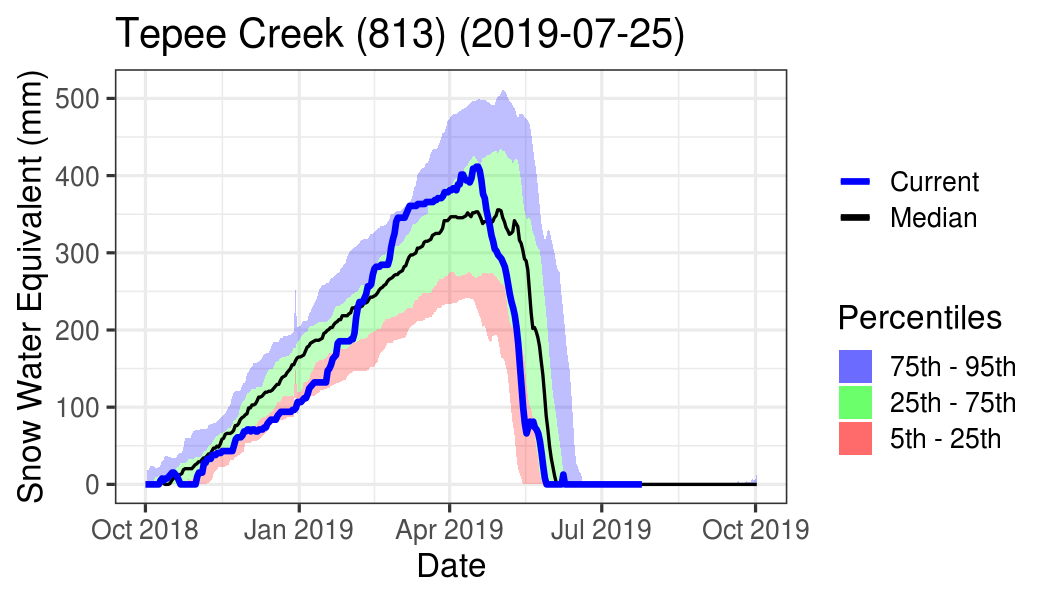 Tepee Creek (813) (2019-07-25)
Snow Water Equivalent (mm)
500
400
300
200
100
0
Oct 2018
Jan 2019
Apr 2019
Jul 2019
Oct 2019
Date
Current
Median
Percentiles
75th - 95th
25th - 75th
5th - 25th